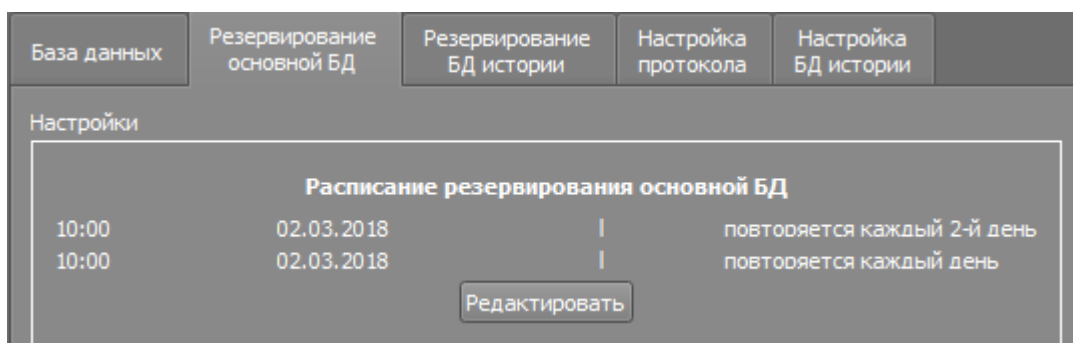 База данных
Резервирование
основной БД
Резервирование
БД истории
Настройка
протокола
Настройка
БД истории
Настройки
Расписание резервирования основной БД
10:00 02.03.2018 | повторяется каждый 2-й день
10:00 02.03.2018 | повторяется каждый день
Редактировать